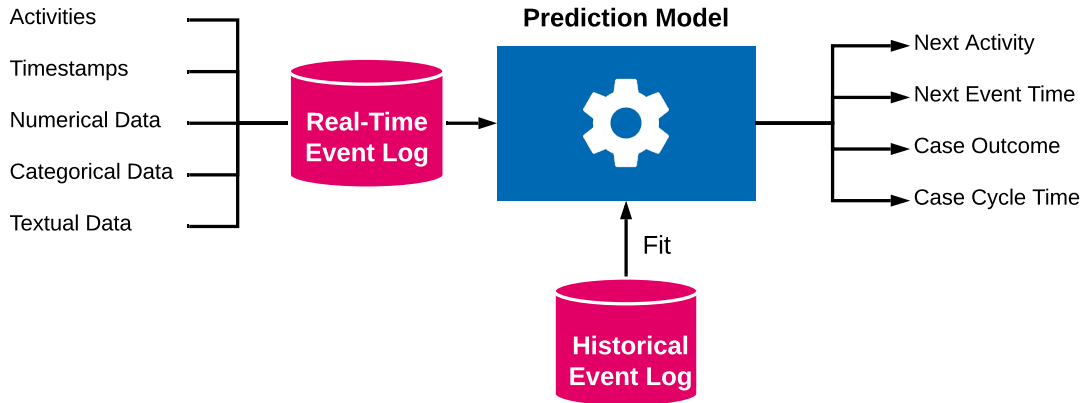 Activities
Timestamps
Numerical Data
Categorical Data
Textual Data
Real-Time
Event Log
Prediction Model
Fit
Historical
Event Log
Next Activity
Next Event Time
Case Outcome
Case Cycle Time